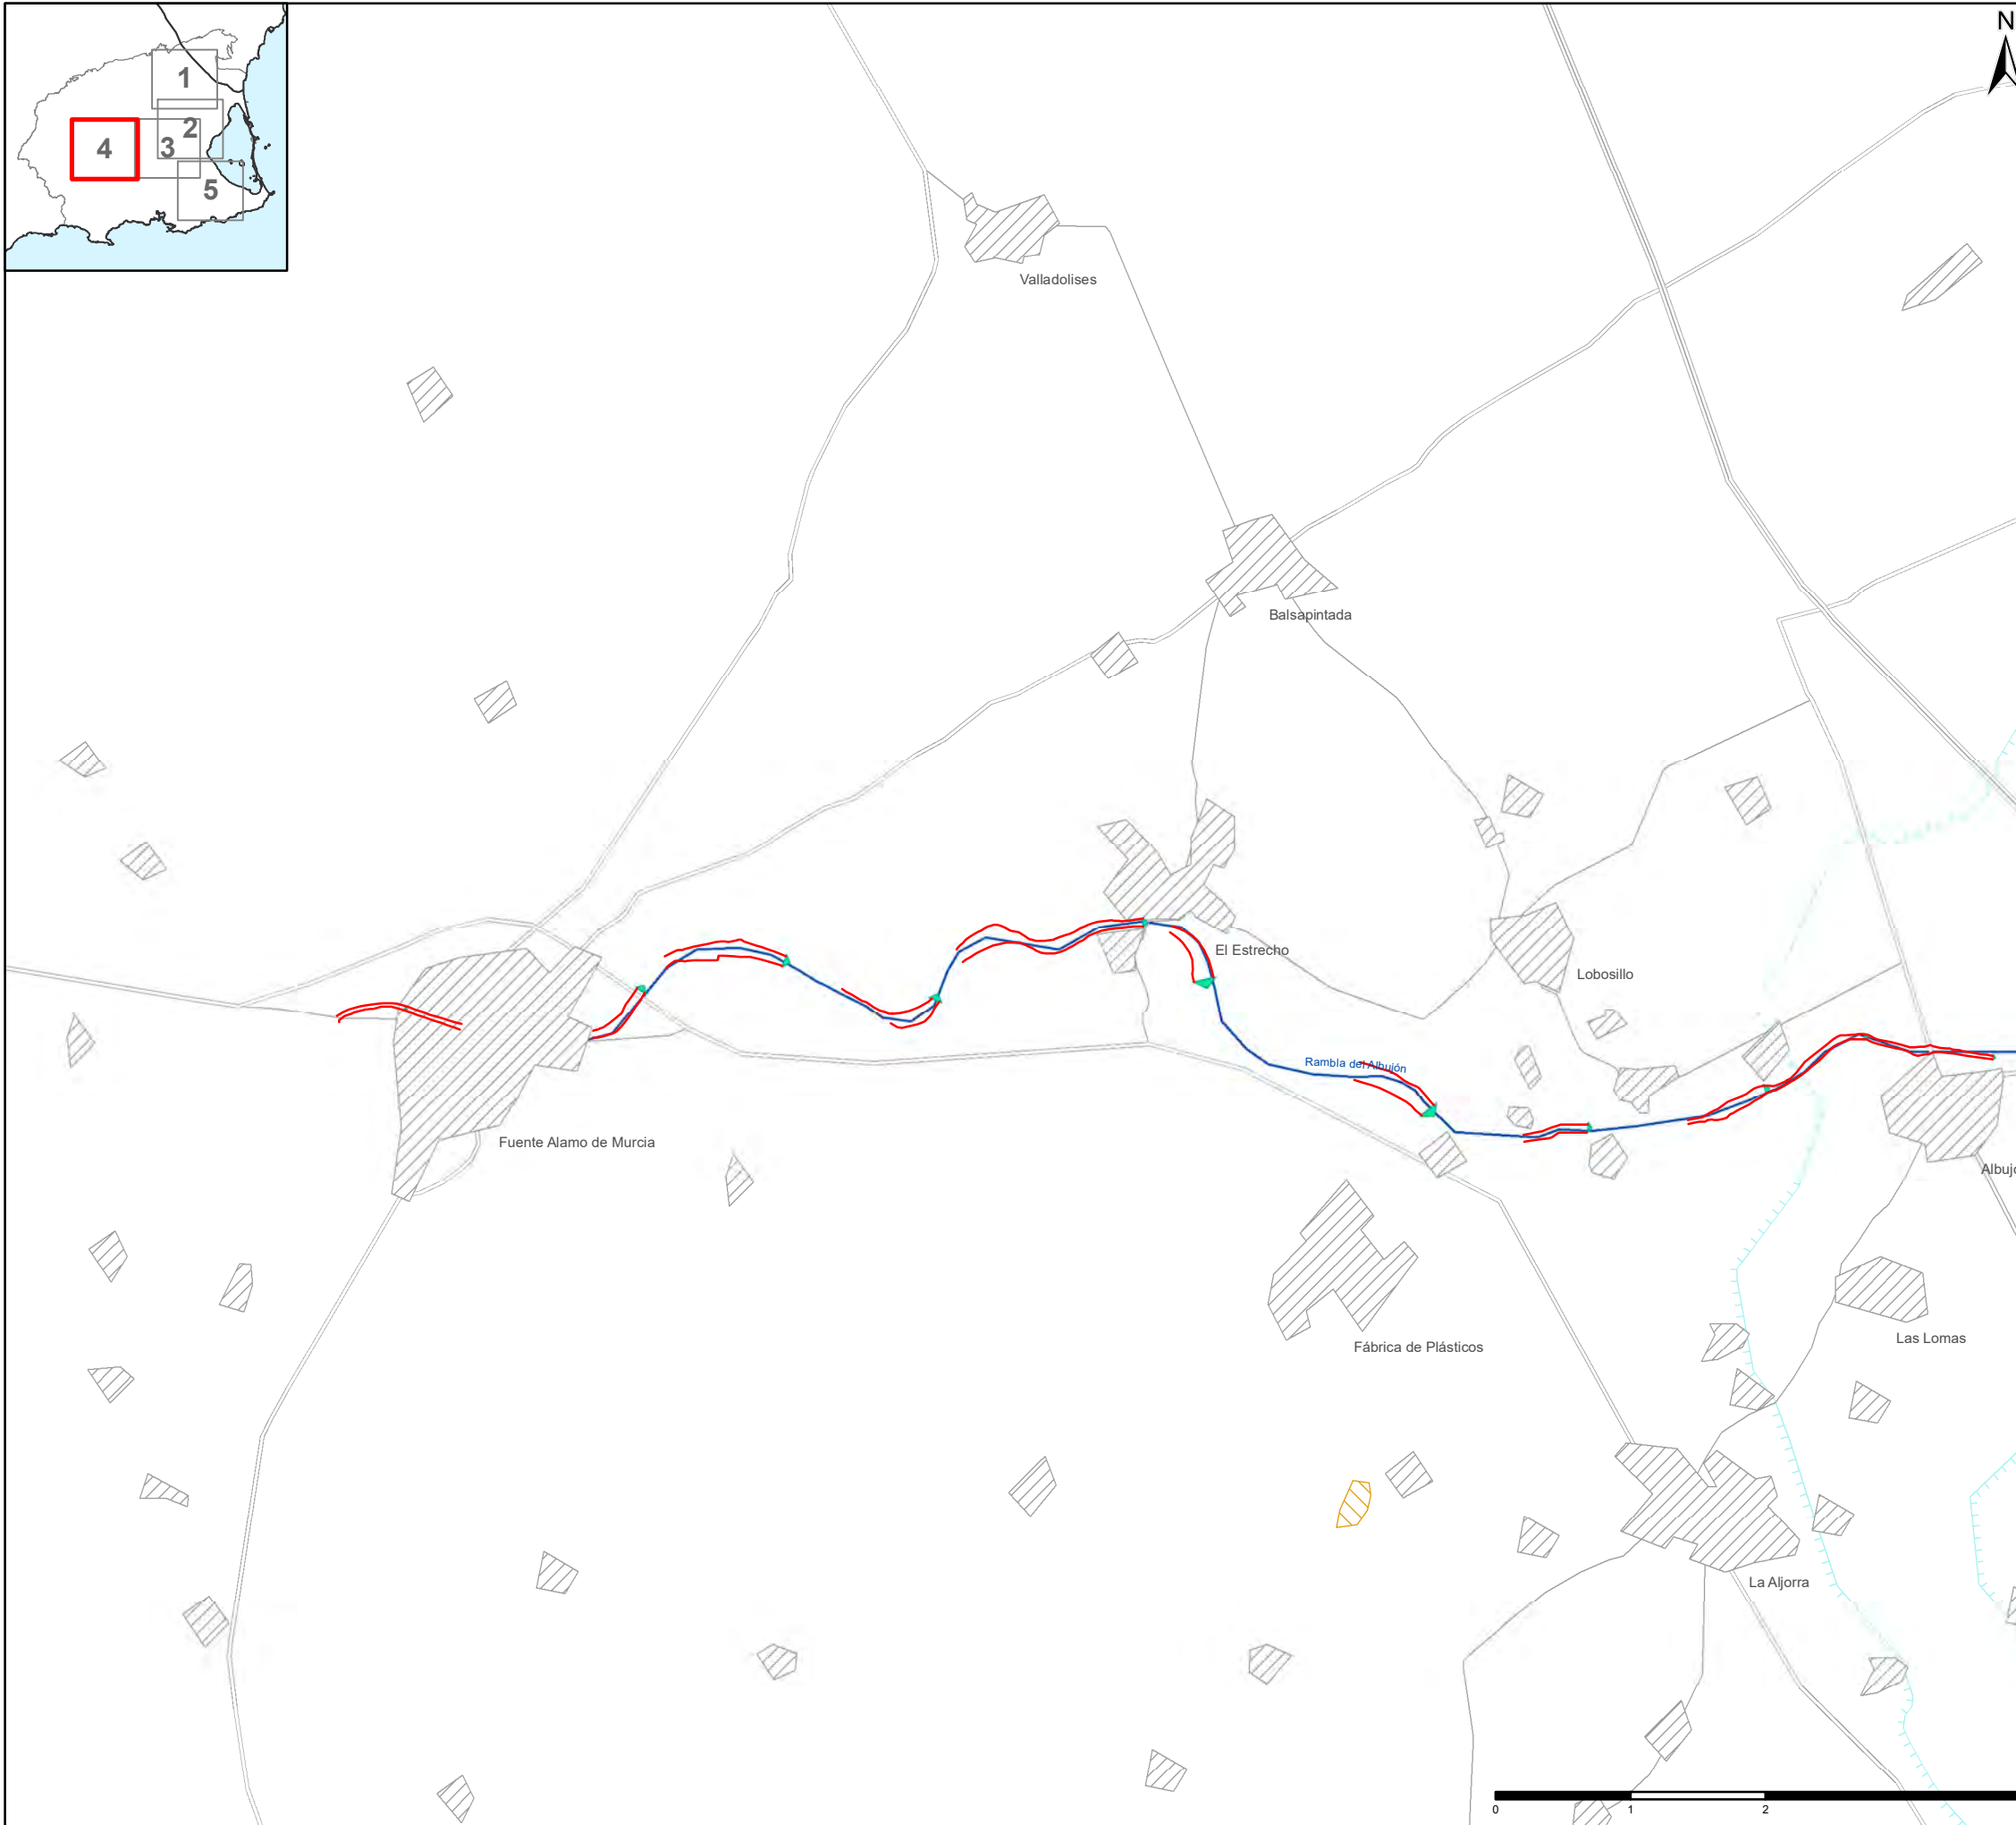 N
1
2
3
4
5
Valladolises
Balsapintada
El Estrecho
Lobosillo
Rambla del Albujón
Fuente Alamo de Murcia
Albujo
Las Lomas
Fábrica de Plásticos
La Aljorra
0 1 2